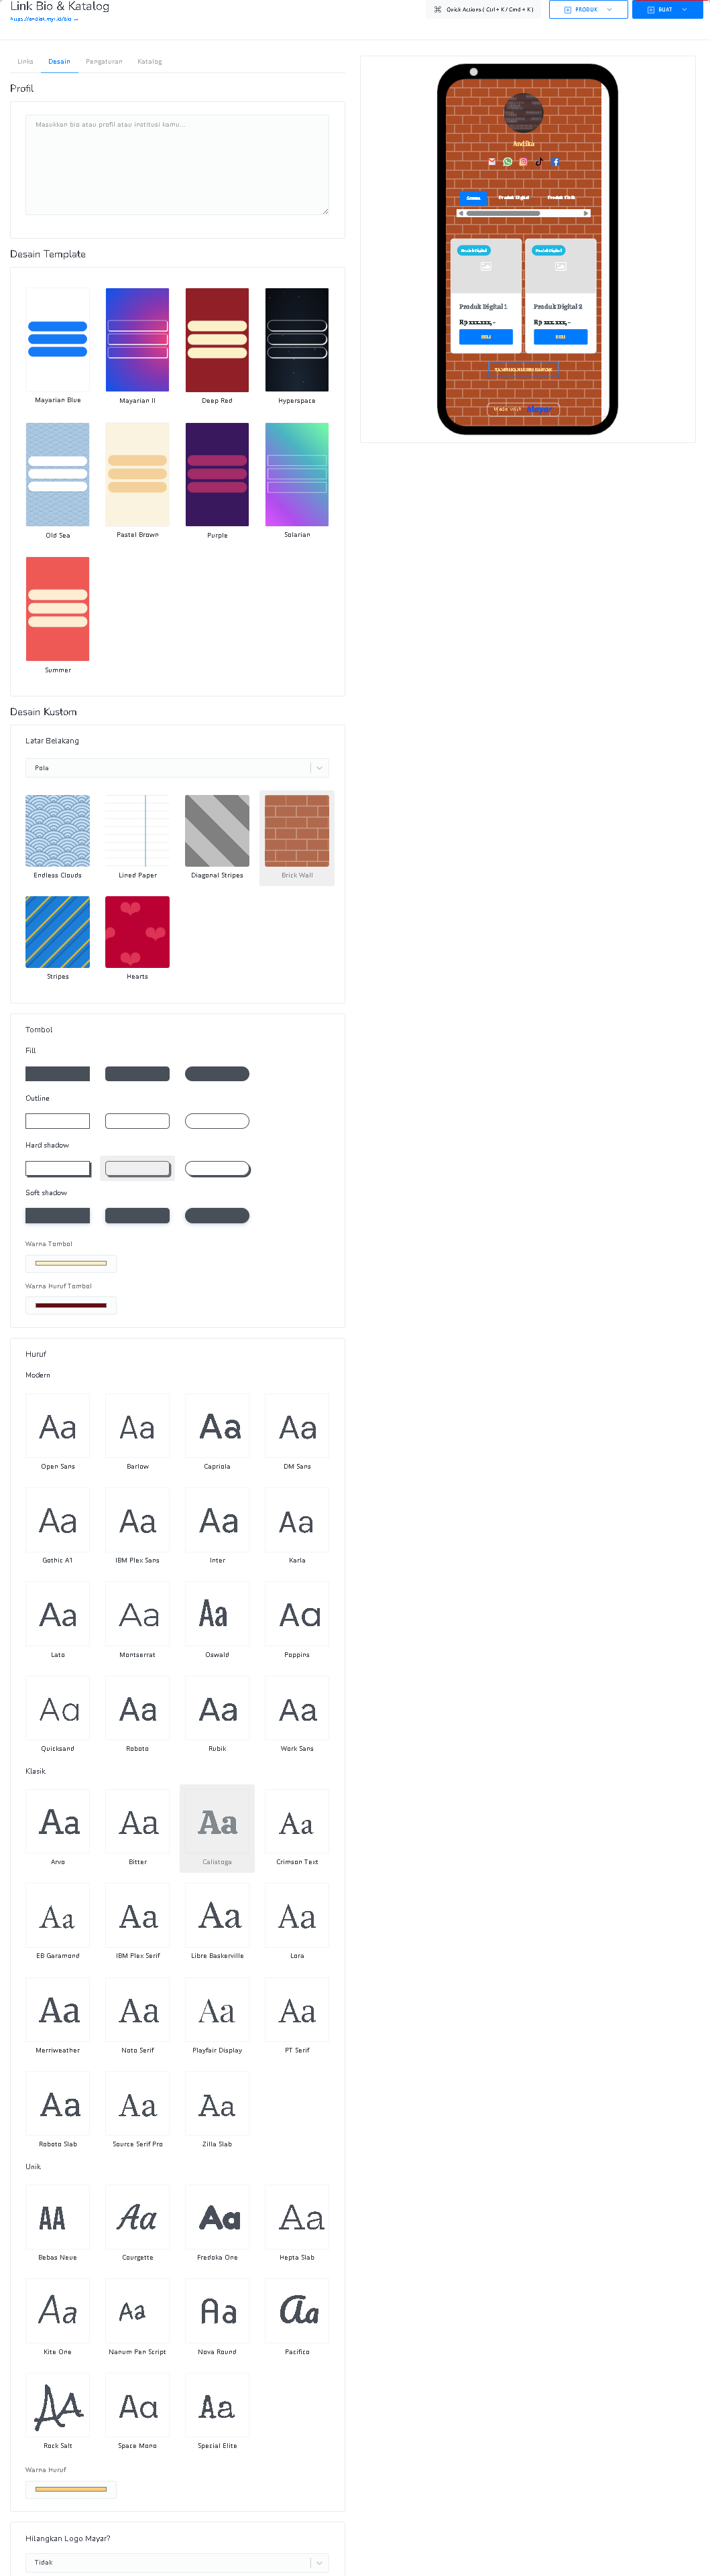 Link Bio & Katalog
Quick Actions ( Ctrl + K / Cmd + K )
PRODUK
BUAT
Links
Desain
Pengaturan
Katalog
Profil
Masukkan bio atau profil atau institusi kamu...
Andika
Semua
Produk Digital
Produk Fisik
Produk Digital
Produk Digital
Produk Digital 1
Produk Digital 2
Rp xxx.xxx,-
Rp xxx.xxx,-
BELI
BELI
Made with Mayar
Desain Template
Mayarian Blue
Mayarian II
Deep Red
Hyperspace
Old Sea
Pastel Brown
Purple
Solarian
Summer
Desain Kustom
Latar Belakang
Pola
Endless Clouds
Lined Paper
Diagonal Stripes
Brick Wall
Stripes
Hearts
Tombol
Fill
Outline
Hard shadow
Soft shadow
Warna Tombol
Warna Huruf Tombol
Huruf
Modern
Aa Aa Aa Aa
Open Sans
Barlow
Capriola
DM Sans
Aa Aa Aa Aa
Gothic A1
IBM Plex Sans
Inter
Karla
Aa Aa Aa Aa
Lato
Montserrat
Oswald
Poppins
Aa Aa Aa Aa
Quicksand
Roboto
Rubik
Work Sans
Klasik
Aa Aa Aa Aa
Arvo
Bitter
Calistoga
Crimson Text
Aa Aa Aa Aa
EB Garamond
IBM Plex Serif
Libre Baskerville
Lora
Aa Aa Aa Aa
Merriweather
Noto Serif
Playfair Display
PT Serif
Aa Aa Aa
Roboto Slab
Source Serif Pro
Zilla Slab
Unik
AA Aa Aa Aa
Bebas Neue
Courgette
Fredoka One
Hepta Slab
Aa Aa Aa Aa
Kite One
Nanum Pen Script
Nova Round
Pacifico
Aa Aa Aa
Rock Salt
Space Mono
Special Elite
Warna Huruf
Hilangkan Logo Mayar?
Tidak